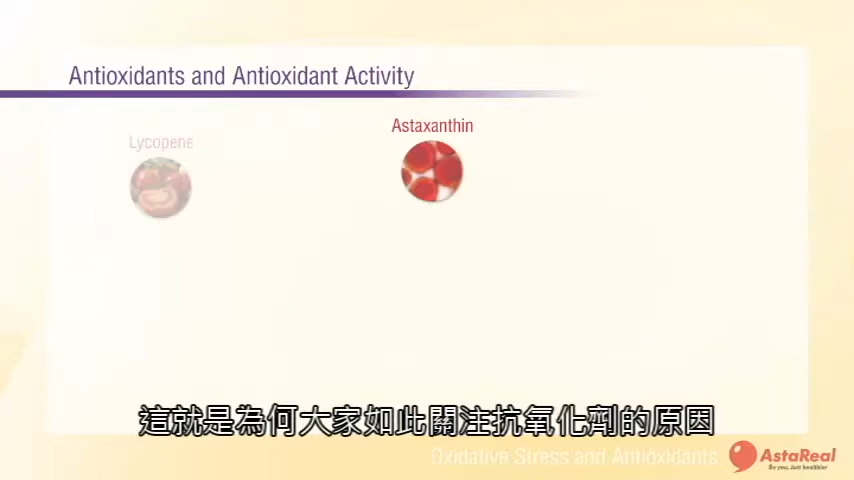 Antioxidants and Antioxidant Activity
Astaxanthin
Lycopene
這就是為何大家如此關注抗氧化劑的原因
Oxidative Stress and Antioxidants
AstaReal
Be you. Just healthier